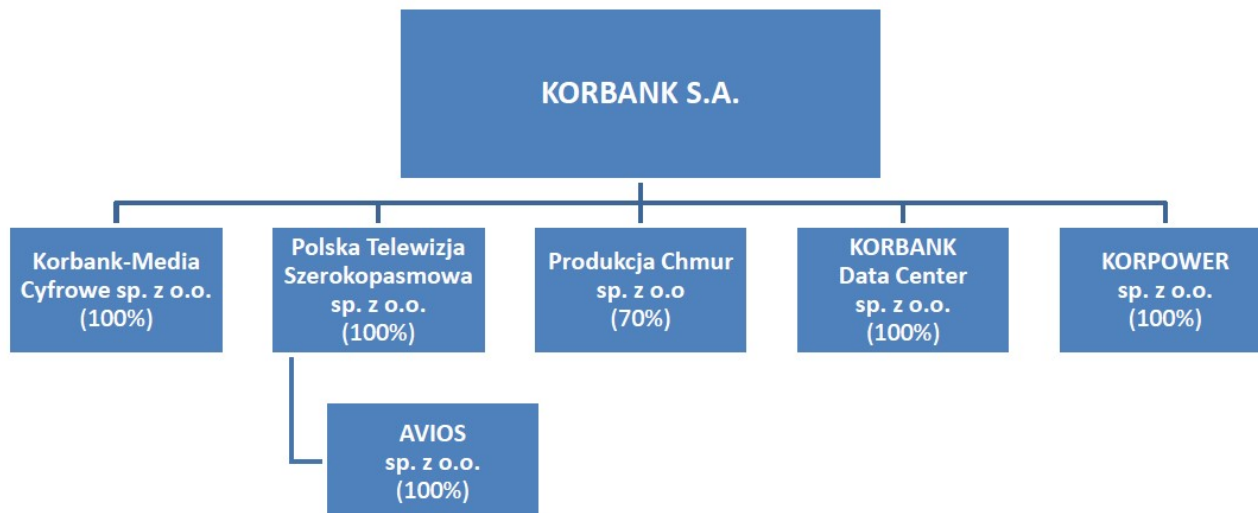 KORBANK S.A.
Korbank-Media
Cyfrowe sp. z o.o.
(100%)
Polska Telewizja
Szerokopasmowa
sp. z o.o.
(100%)
Produkcja Chmur
sp. z o.o
(70%)
KORBANK
Data Center
sp. z o.o.
(100%)
KORPOWER
sp. z o.o.
(100%)
AVIOS
sp. z o.o.
(100%)